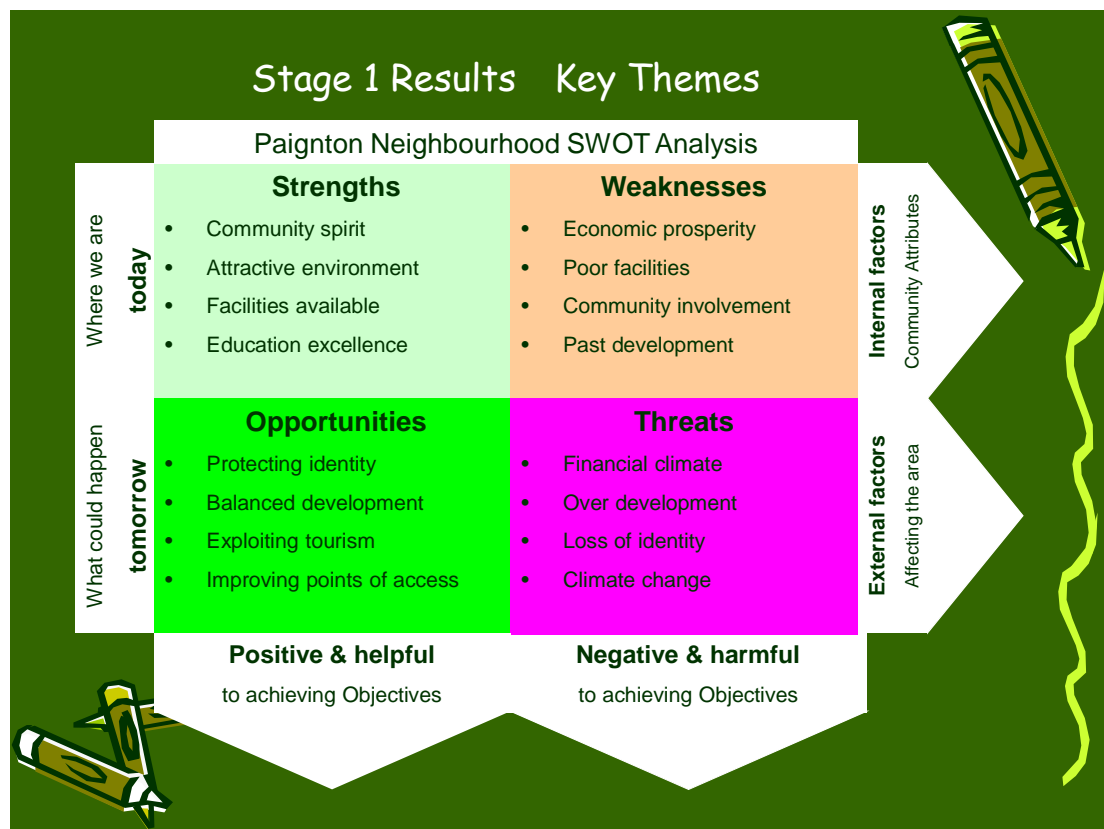 Stage 1 Results Key Themes
Paignton Neighbourhood SWOT Analysis
Where we are
today
Strengths
• Community spirit
• Attractive environment
• Facilities available
• Education excellence
Weaknesses
• Economic prosperity
• Poor facilities
• Community involvement
• Past development
Internal factors
Community Attributes
What could happen
tomorrow
Opportunities
• Protecting identity
• Balanced development
• Exploiting tourism
• Improving points of access
Threats
• Financial climate
• Over development
• Loss of identity
• Climate change
External factors
Affecting the area
Positive & helpful
to achieving Objectives
Negative & harmful
to achieving Objectives